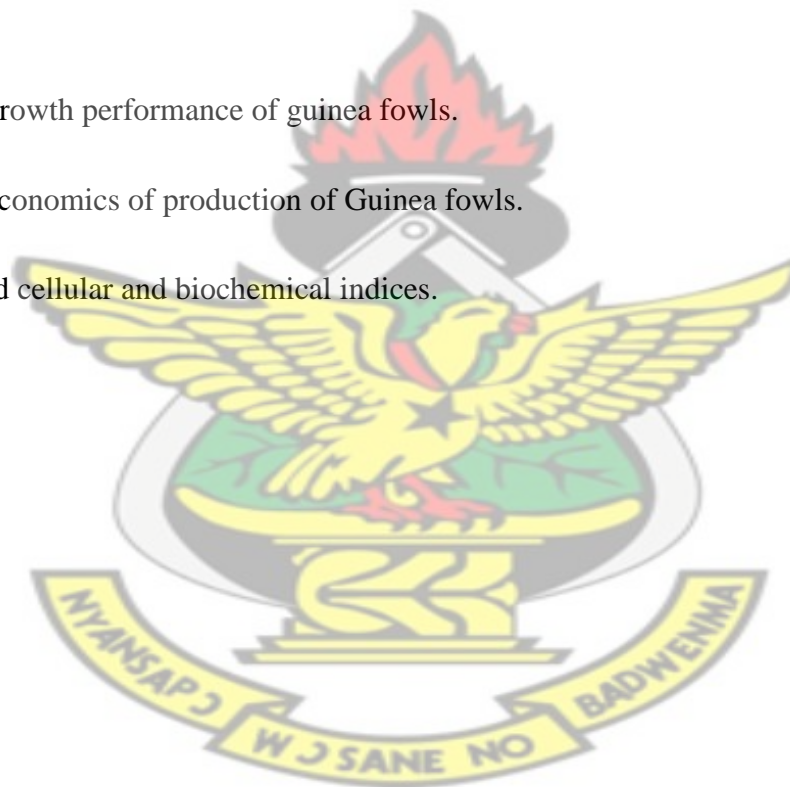 rowth performance of guinea fowls.
conomics of production of Guinea fowls.
d cellular and biochemical indices.
NYANSAPƆ
WƆSANE NO
BADWENMA